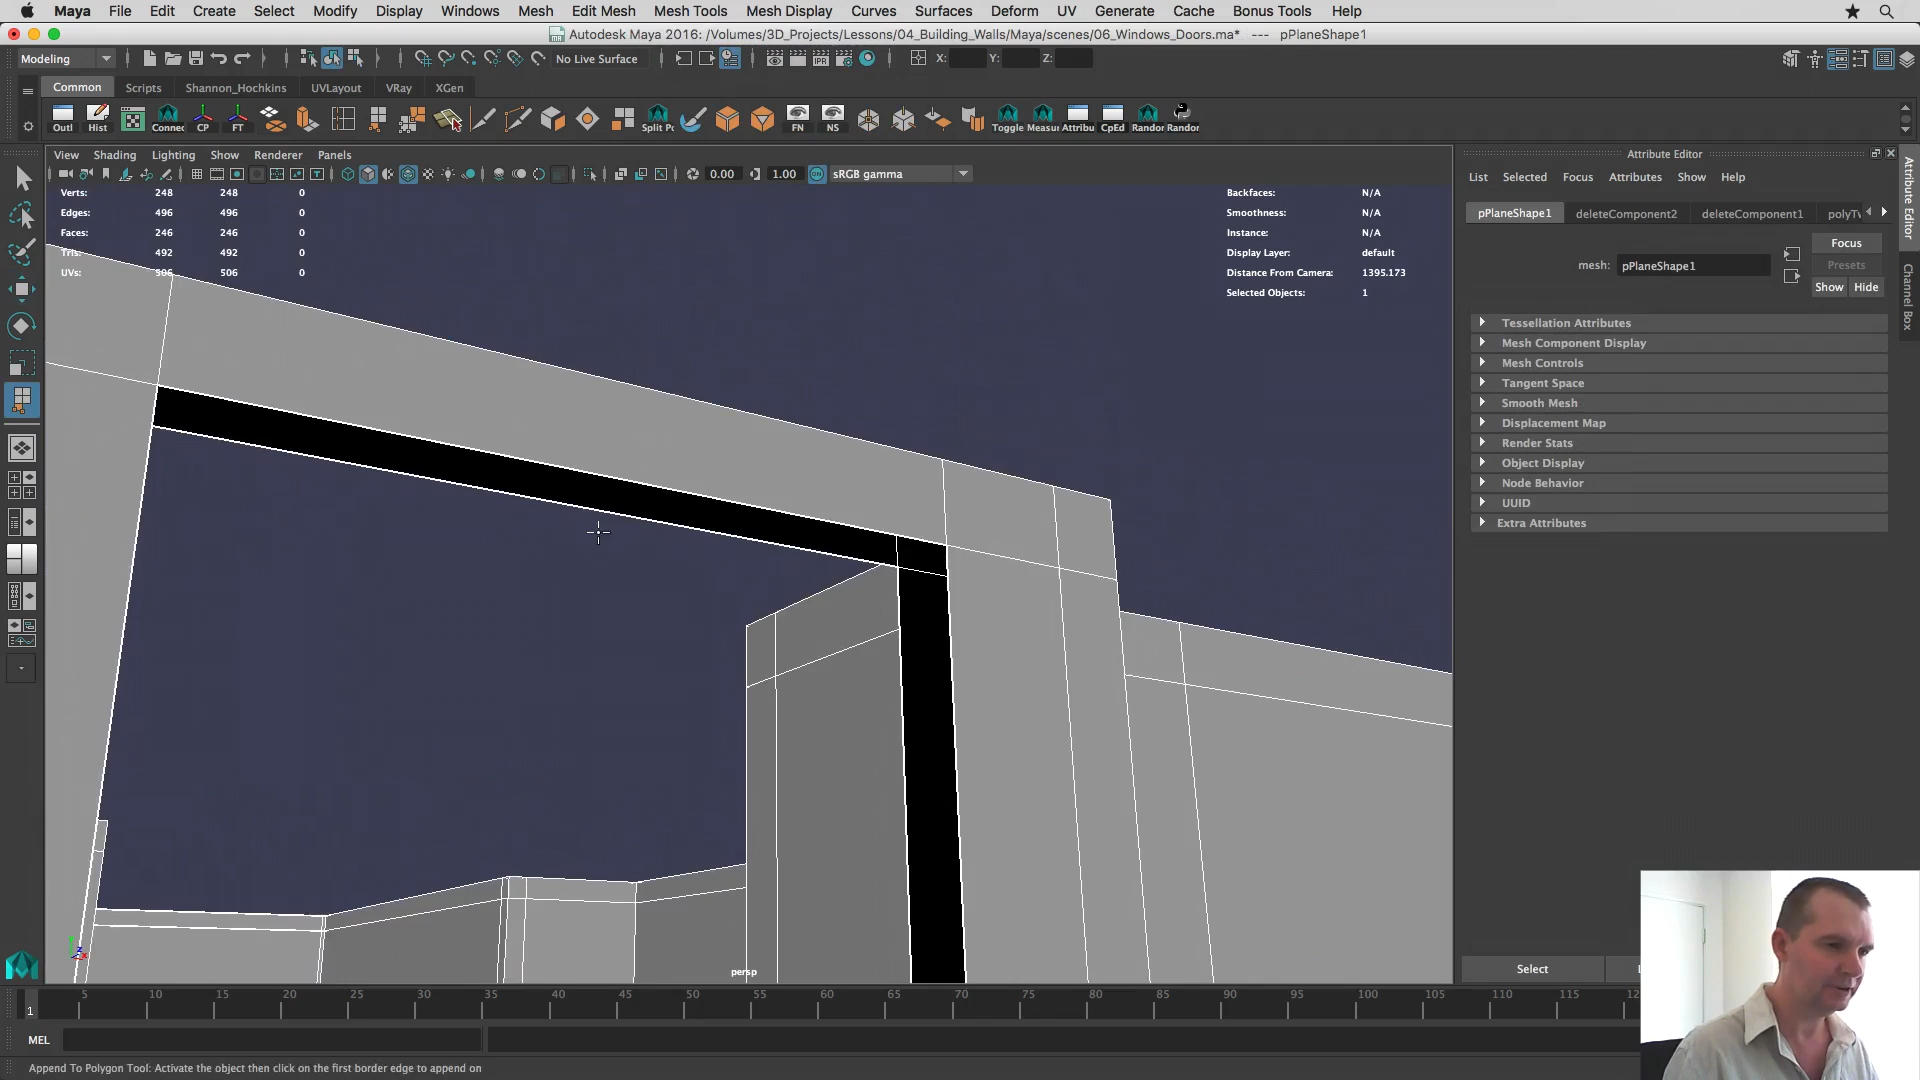 Maya File Edit Create Select Modify Display Windows Mesh Edit Mesh Mesh Tools Mesh Display Curves Surfaces Deform UV Generate Cache Bonus Tools Help
Autodesk Maya 2016: /Volumes/3D_Projects/Lessons/04_Building_Walls/Maya/scenes/06_Windows_Doors.ma* --- pPlaneShape1
Modeling No Live Surface X: Y: Z:
Common Scripts Shannon_Hochkins UVLayout VRay XGen
IPR
Outl Hist Connec CP FT Split Po FN NS Toggle Measu Attribu CpEd Randor Randor
View Shading Lighting Show Renderer Panels
0.00 1.00 sRGB gamma
Verts: 248 248 0
Edges: 496 496 0
Faces: 246 246 0
Tris: 492 492 0
UVs: 506 506 0
Backfaces: N/A
Smoothness: N/A
Instance: N/A
Display Layer: default
Distance From Camera: 1395.173
Selected Objects: 1
persp
Attribute Editor
List Selected Focus Attributes Show Help
pPlaneShape1 deleteComponent2 deleteComponent1 polyTv
Focus
mesh: pPlaneShape1
Presets
Show Hide
Tessellation Attributes
Mesh Component Display
Mesh Controls
Tangent Space
Smooth Mesh
Displacement Map
Render Stats
Object Display
Node Behavior
UUID
Extra Attributes
Select
Attribute Editor
Channel Box
1 5 10 15 20 25 30 35 40 45 50 55 60 65 70 75 80 85 90 95 100 105 110 115 12
1
MEL
Append To Polygon Tool: Activate the object then click on the first border edge to append on